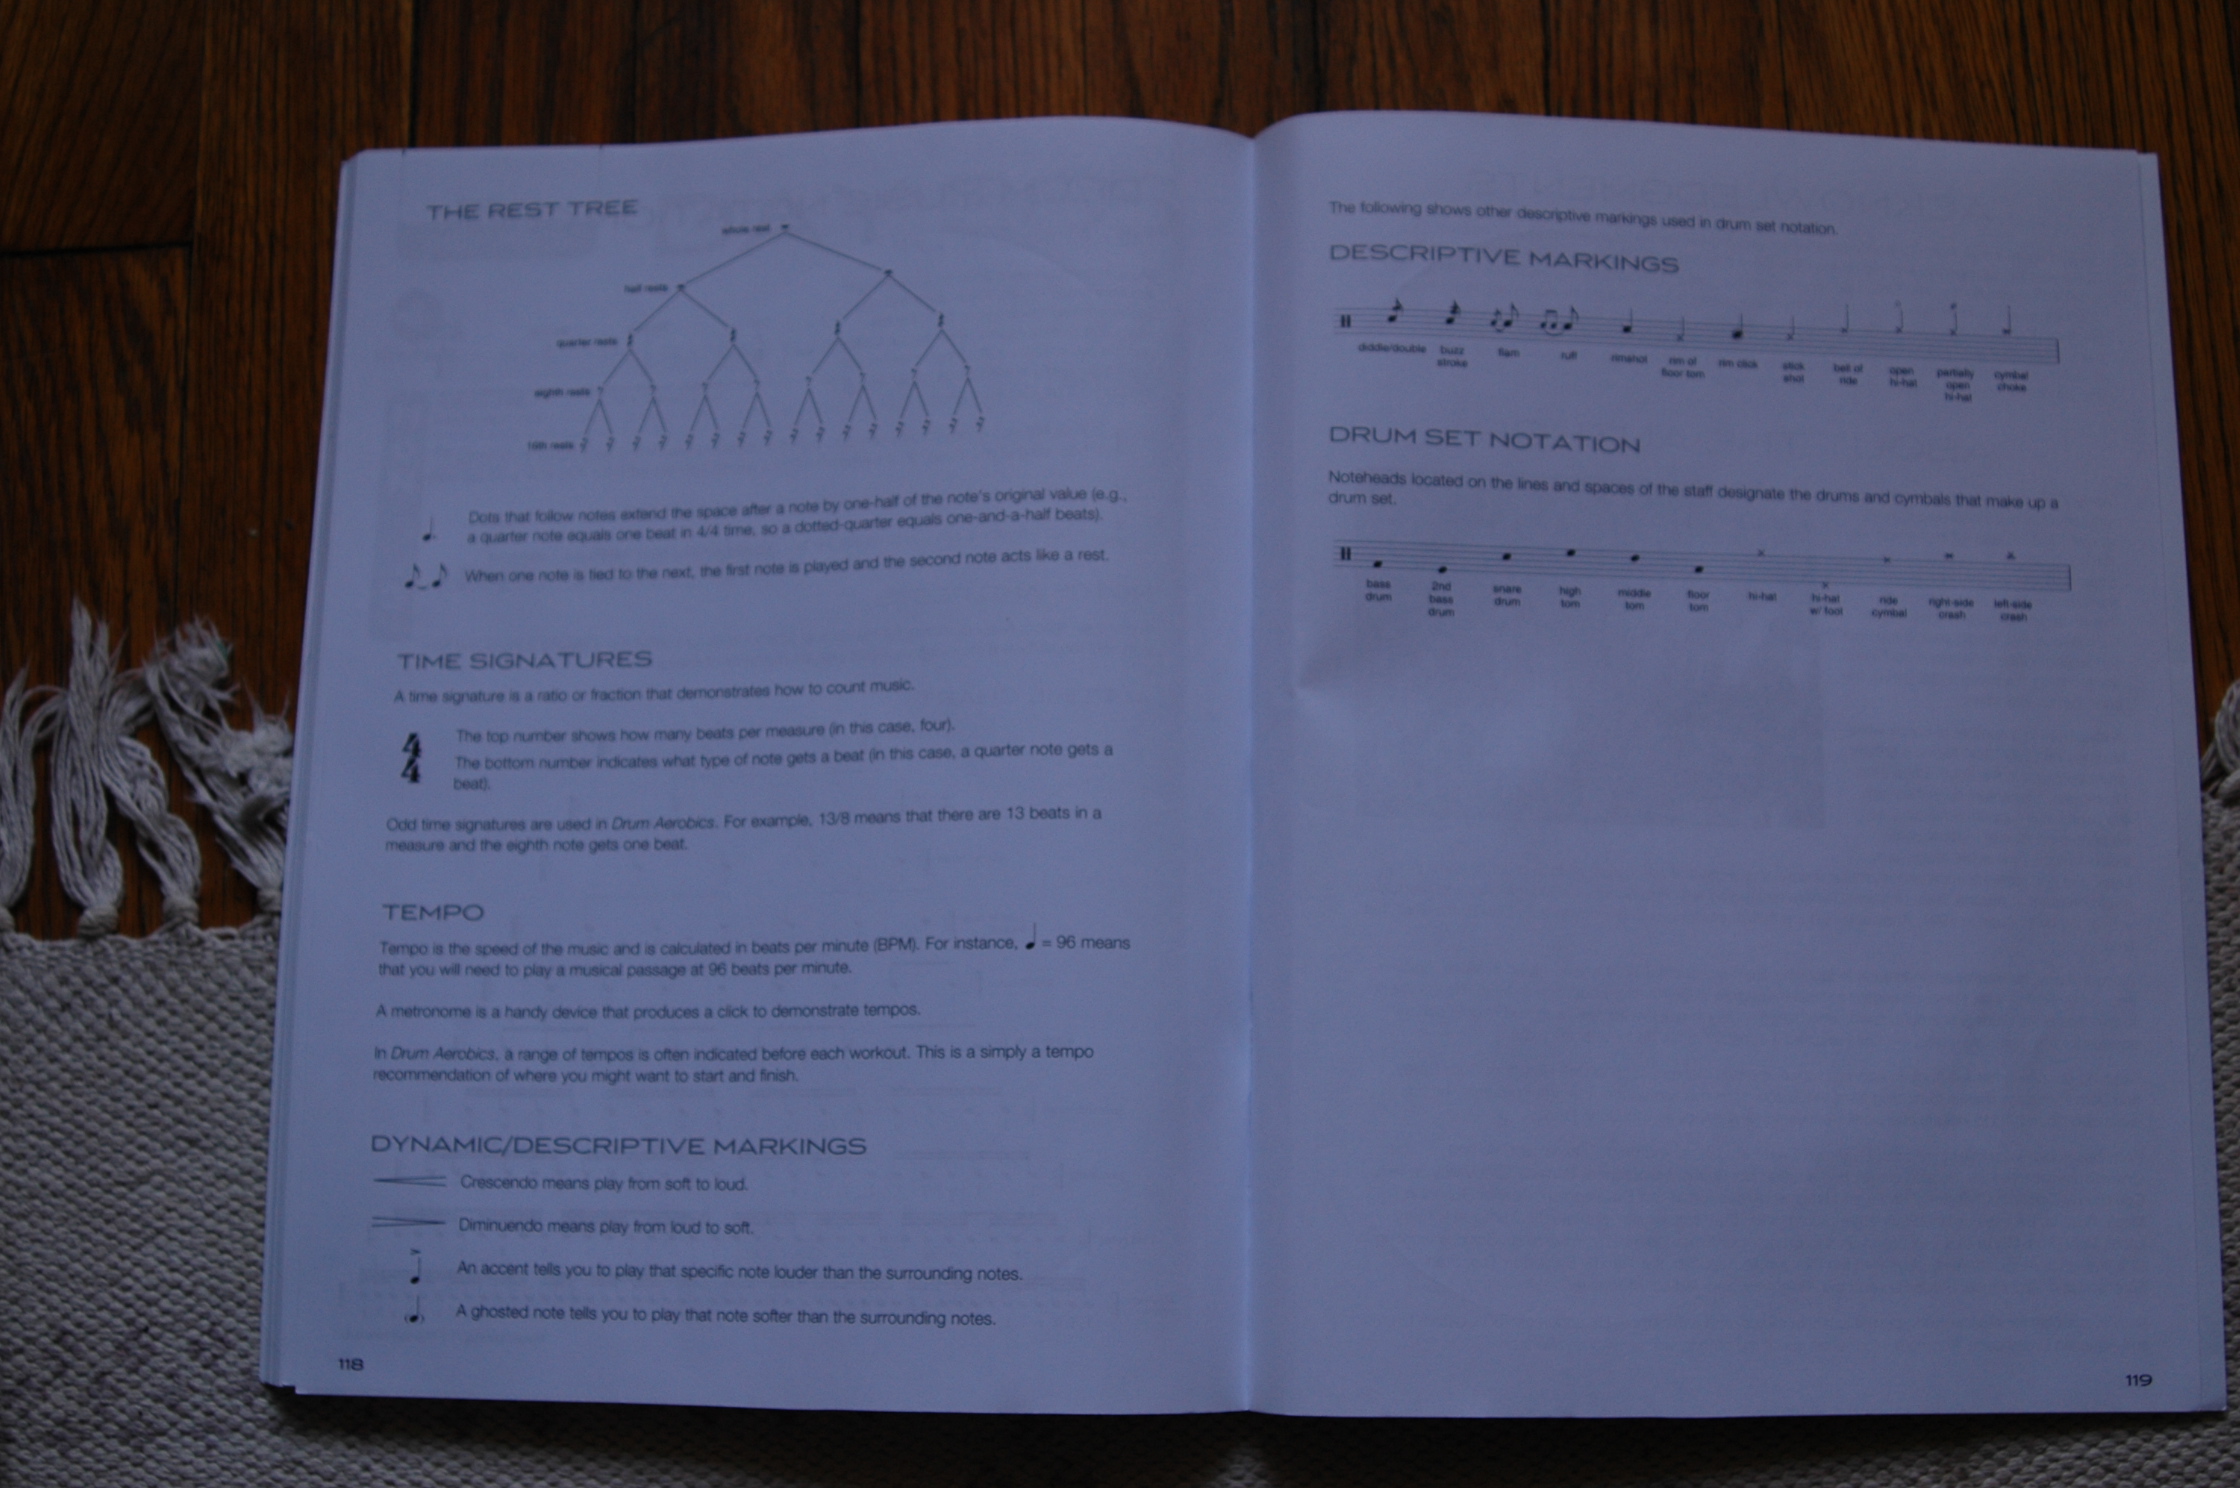 THE REST TREE
whole rest
half rests
quarter rests
eighth rests
16th rests
Dots that follow notes extend the space after a note by one-half of the note's original value (e.g.,
a quarter note equals one beat in 4/4 time, so a dotted-quarter equals one-and-a-half beats).
When one note is tied to the next, the first note is played and the second note acts like a rest.
TIME SIGNATURES
A time signature is a ratio or fraction that demonstrates how to count music.
4
4
The top number shows how many beats per measure (in this case, four).
The bottom number indicates what type of note gets a beat (in this case, a quarter note gets a
beat).
Odd time signatures are used in Drum Aerobics. For example, 13/8 means that there are 13 beats in a
measure and the eighth note gets one beat.
TEMPO
Tempo is the speed of the music and is calculated in beats per minute (BPM). For instance, ♩ = 96 means
that you will need to play a musical passage at 96 beats per minute.
A metronome is a handy device that produces a click to demonstrate tempos.
In Drum Aerobics, a range of tempos is often indicated before each workout. This is a simply a tempo
recommendation of where you might want to start and finish.
DYNAMIC/DESCRIPTIVE MARKINGS
Crescendo means play from soft to loud.
Diminuendo means play from loud to soft.
An accent tells you to play that specific note louder than the surrounding notes.
A ghosted note tells you to play that note softer than the surrounding notes.
118
The following shows other descriptive markings used in drum set notation.
DESCRIPTIVE MARKINGS
diddle/double buzz stroke flam ruff rimshot rim of floor tom rim click stick shot bell of ride open hi-hat partially open hi-hat cymbal choke
DRUM SET NOTATION
Noteheads located on the lines and spaces of the staff designate the drums and cymbals that make up a
drum set.
bass drum 2nd bass drum snare drum high tom middle tom floor tom hi-hat hi-hat w/ foot ride cymbal right-side crash left-side crash
119